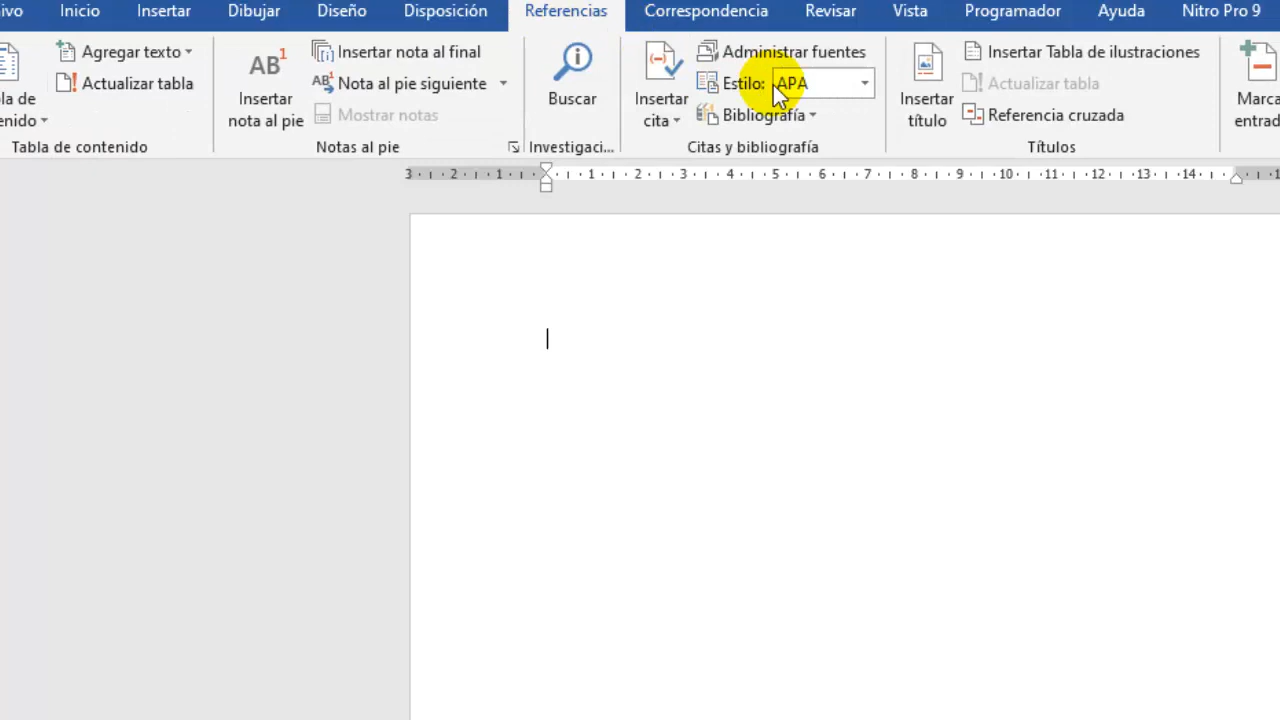 ivo Inicio Insertar Dibujar Diseño Disposición Referencias Correspondencia Revisar Vista Programador Ayuda Nitro Pro 9
Agregar texto
Actualizar tabla
la de
enido
Tabla de contenido
AB1
Insertar
nota al pie
Insertar nota al final
Nota al pie siguiente
Mostrar notas
Notas al pie
Buscar
Investigaci...
Insertar
cita
Administrar fuentes
Estilo: APA
Bibliografía
Citas y bibliografía
Insertar
título
Insertar Tabla de ilustraciones
Actualizar tabla
Referencia cruzada
Títulos
Marca
entrad
3 2 1 1 2 3 4 5 6 7 8 9 10 11 12 13 14 1